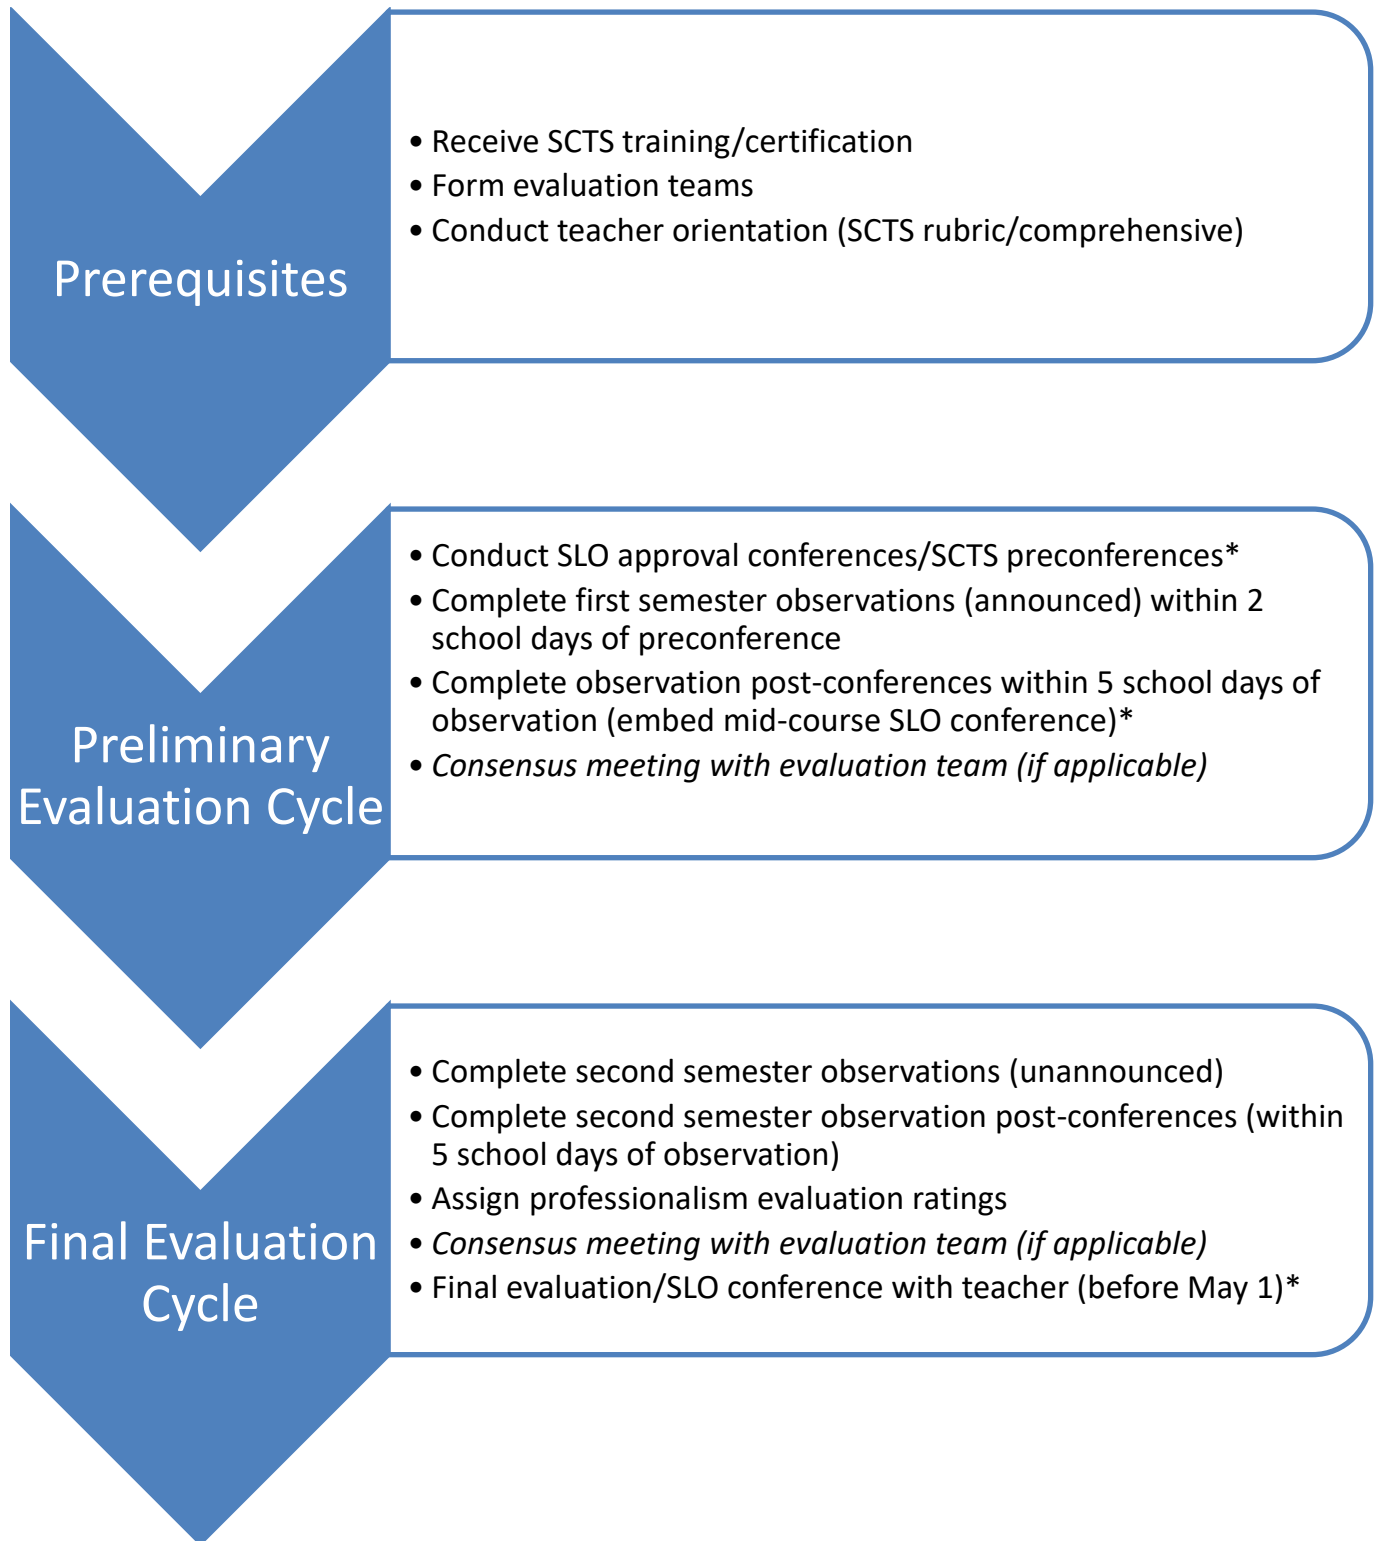 Prerequisites
• Receive SCTS training/certification
• Form evaluation teams
• Conduct teacher orientation (SCTS rubric/comprehensive)
Preliminary
Evaluation Cycle
• Conduct SLO approval conferences/SCTS preconferences*
• Complete first semester observations (announced) within 2
school days of preconference
• Complete observation post-conferences within 5 school days of
observation (embed mid-course SLO conference)*
• Consensus meeting with evaluation team (if applicable)
Final Evaluation
Cycle
• Complete second semester observations (unannounced)
• Complete second semester observation post-conferences (within
5 school days of observation)
• Assign professionalism evaluation ratings
• Consensus meeting with evaluation team (if applicable)
• Final evaluation/SLO conference with teacher (before May 1)*